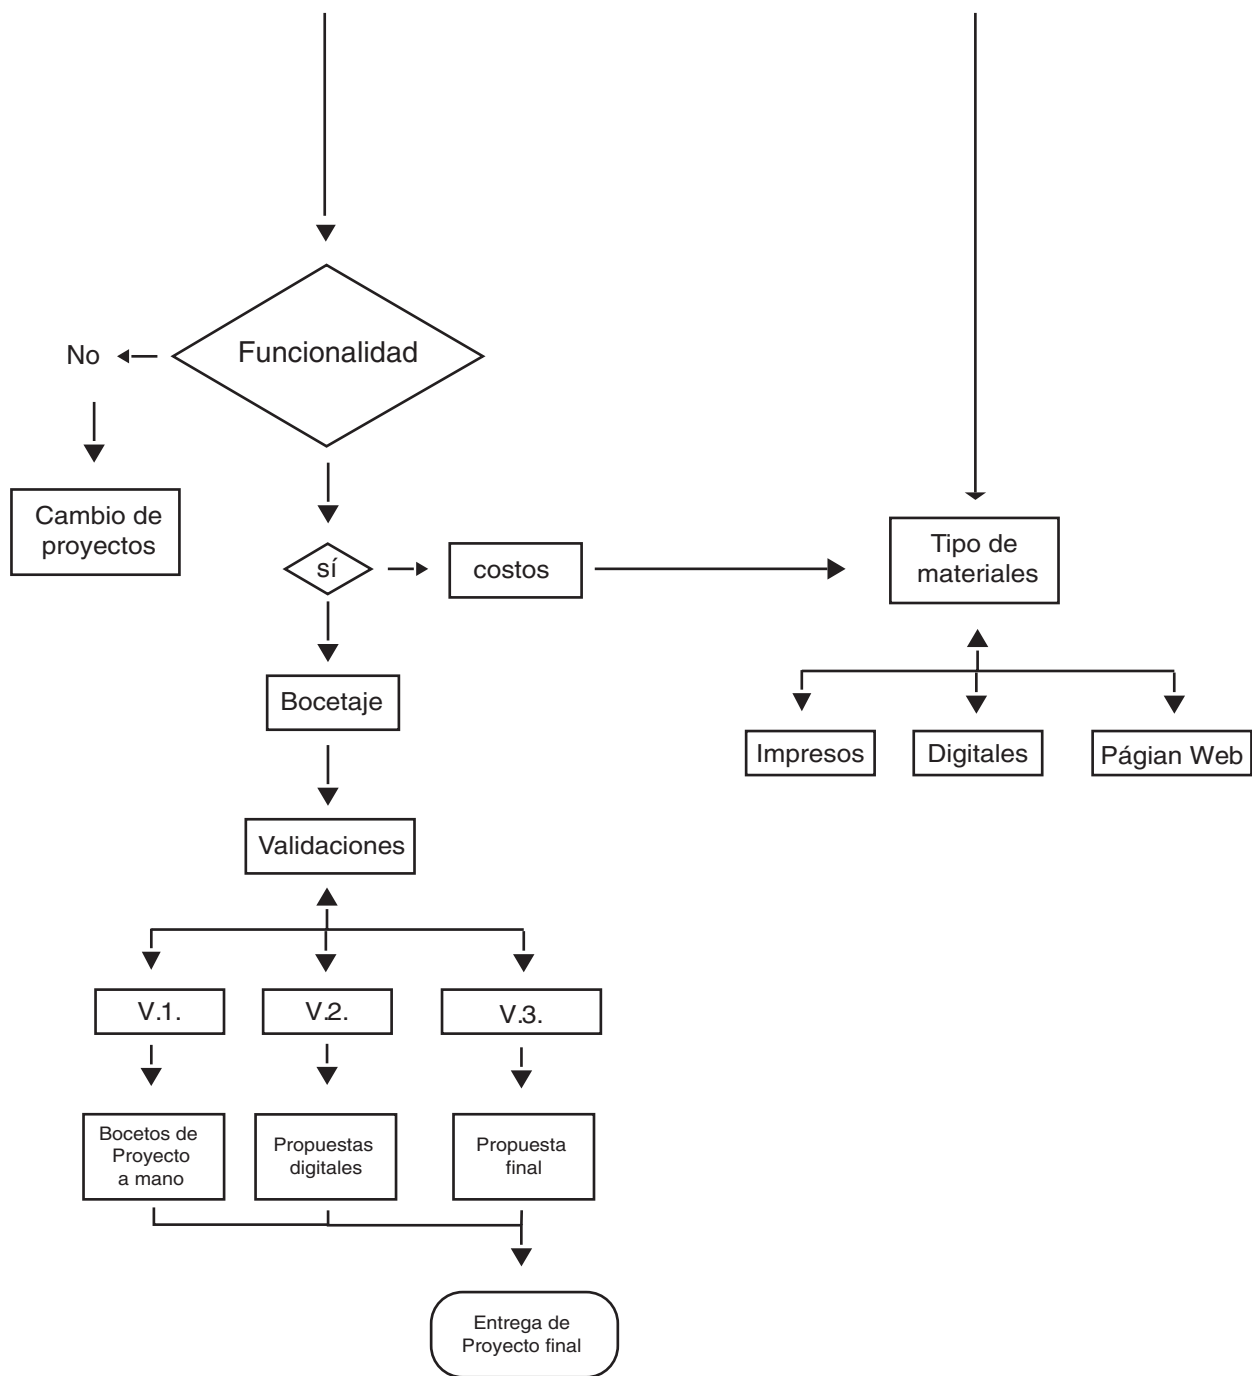 Funcionalidad
No
Cambio de
proyectos
sí
costos
Tipo de
materiales
Bocetaje
Impresos
Digitales
Págian Web
Validaciones
V.1.
V.2.
V.3.
Bocetos de
Proyecto
a mano
Propuestas
digitales
Propuesta
final
Entrega de
Proyecto final